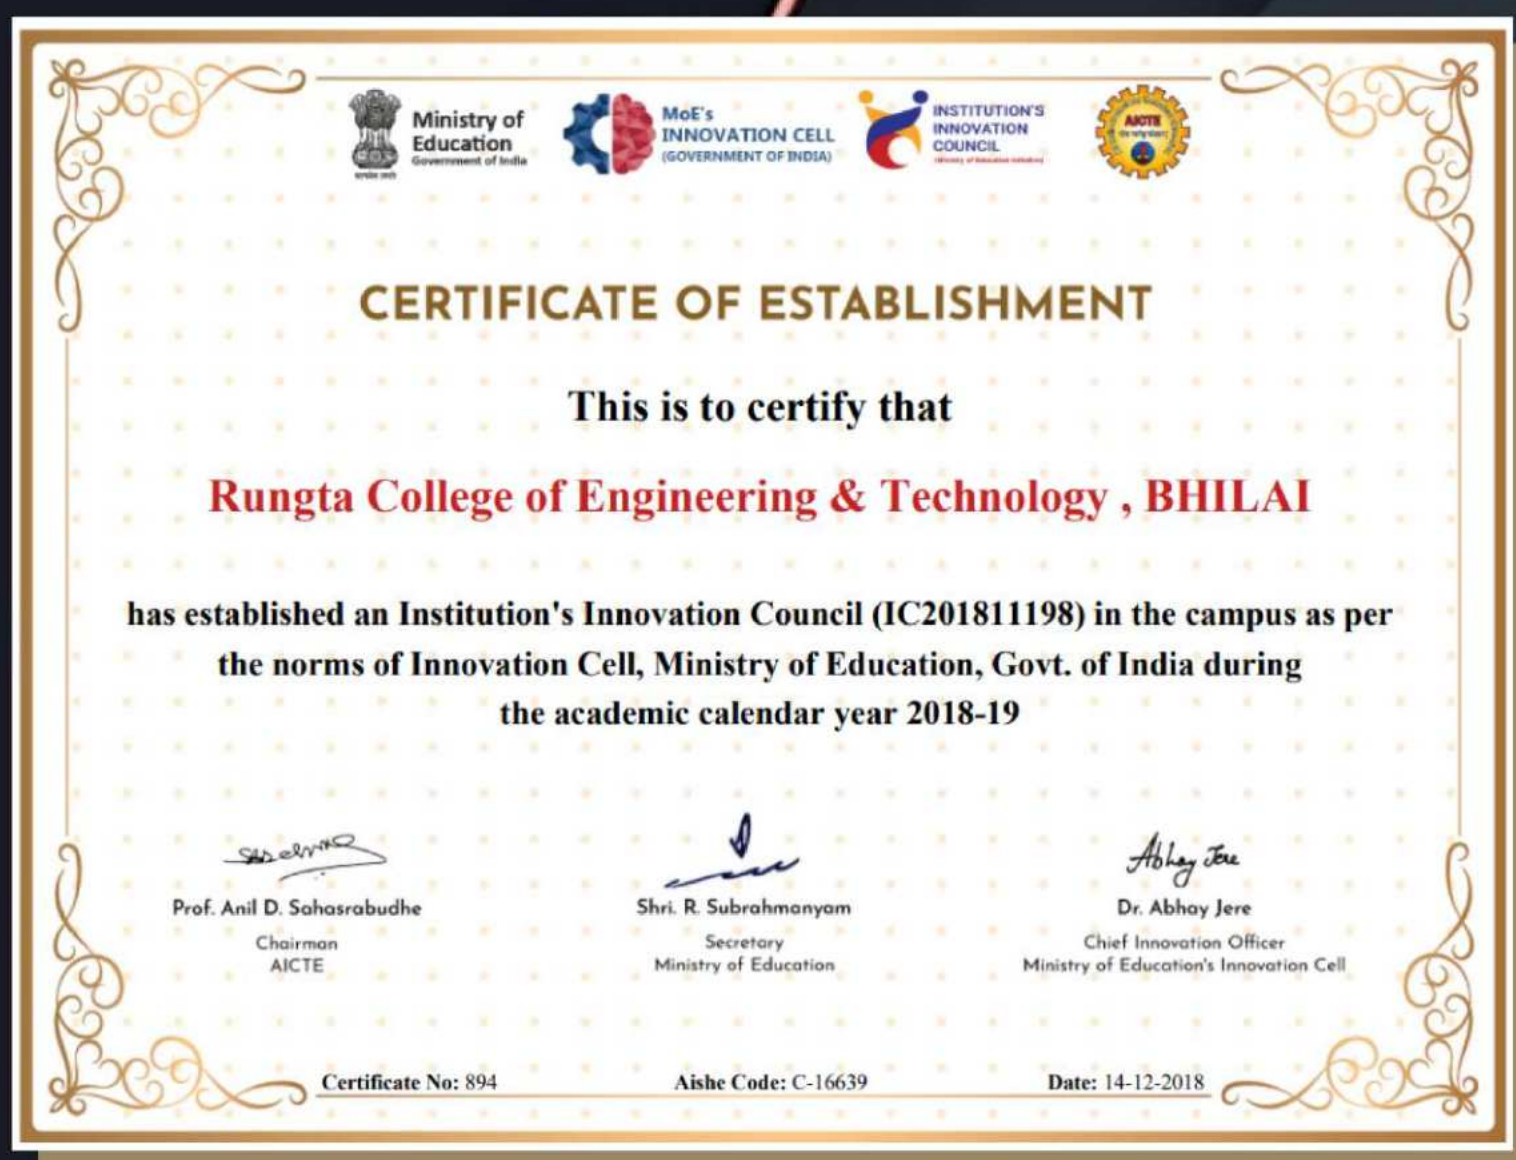 Ministry of
Education
Government of India
MoE's
INNOVATION CELL
(GOVERNMENT OF INDIA)
INSTITUTION'S
INNOVATION
COUNCIL
(Ministry of Education Initiative)
AICTE
CERTIFICATE OF ESTABLISHMENT
This is to certify that
Rungta College of Engineering & Technology , BHILAI
has established an Institution's Innovation Council (IC201811198) in the campus as per
the norms of Innovation Cell, Ministry of Education, Govt. of India during
the academic calendar year 2018-19
Abhay Jere
Prof. Anil D. Sahasrabudhe
Chairman
AICTE
Shri. R. Subrahmanyam
Secretary
Ministry of Education
Dr. Abhay Jere
Chief Innovation Officer
Ministry of Education's Innovation Cell
Certificate No: 894
Aishe Code: C-16639
Date: 14-12-2018